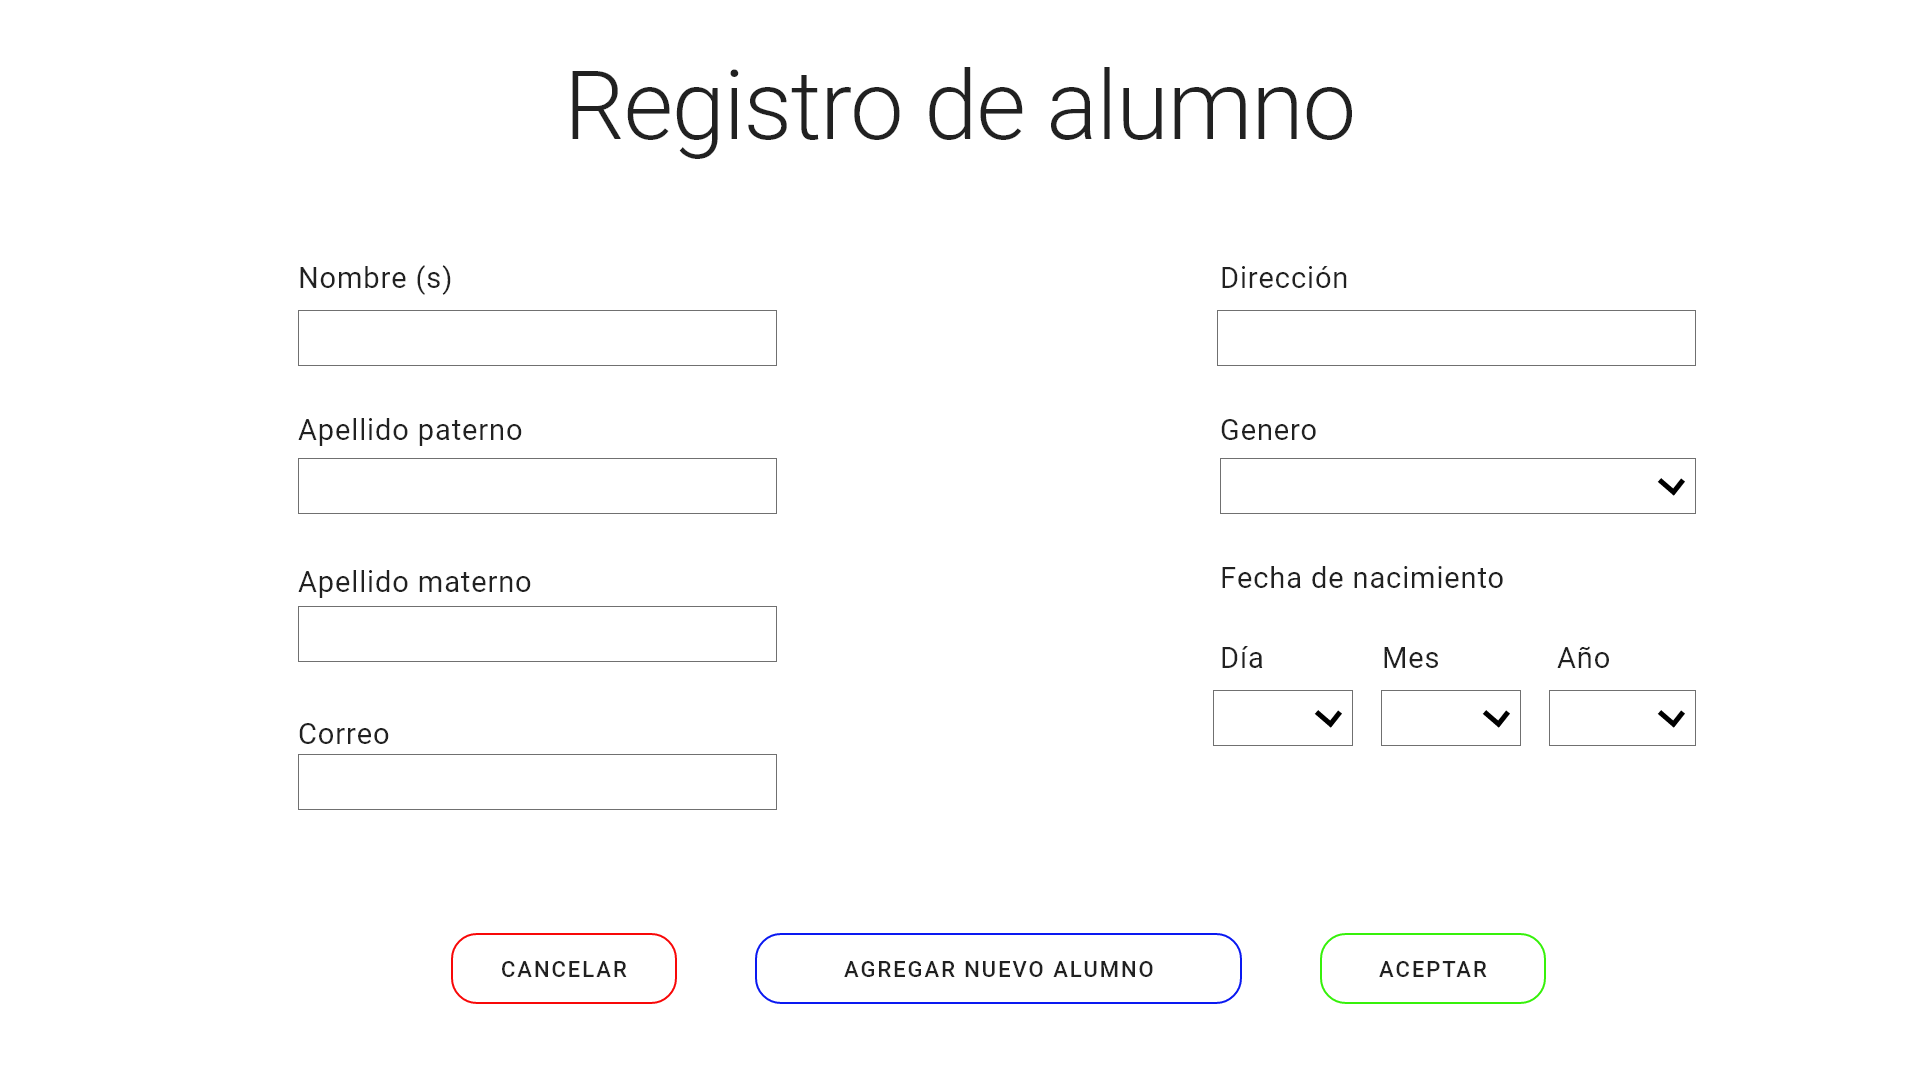 Registro de alumno
Nombre (s)
Apellido paterno
Apellido materno
Correo
Dirección
Genero
Fecha de nacimiento
Día Mes Año
CANCELAR AGREGAR NUEVO ALUMNO ACEPTAR